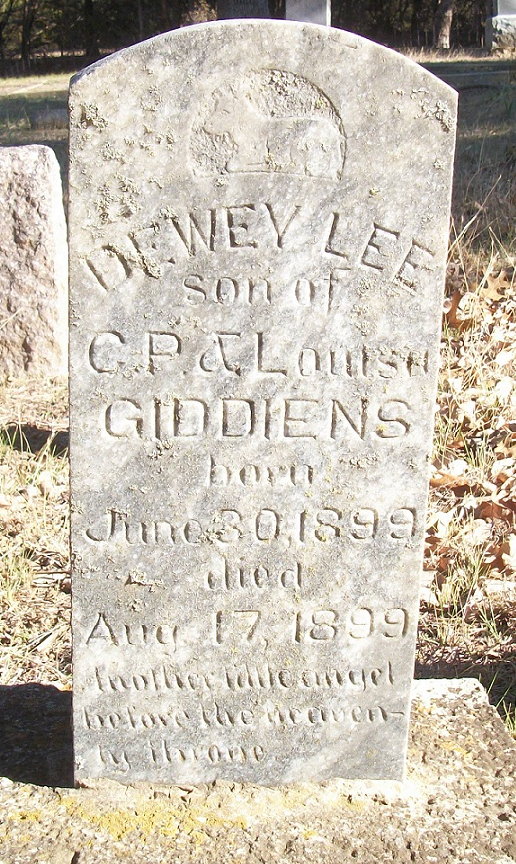 DEWEY LEE
son of
C.P. & Louisa
GIDDIENS
born
June 30, 1899
died
Aug 17, 1899
Another little angel
before the heaven-
ly throne